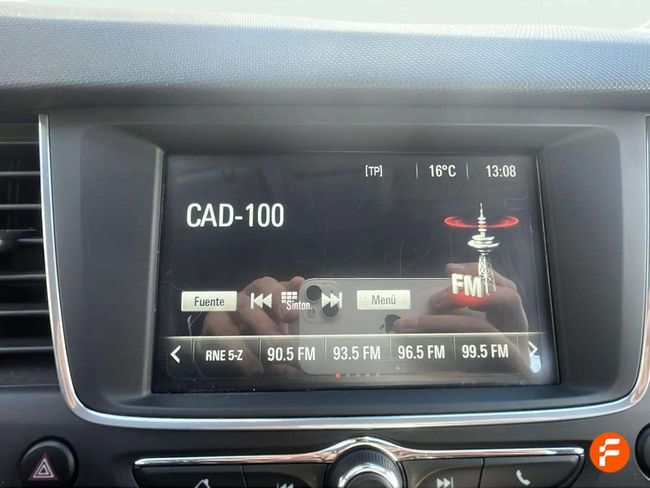 [TP] 16°C 13:08
CAD-100
FM
Fuente Sinton. Menú
RNE 5-Z 90.5 FM 93.5 FM 96.5 FM 99.5 FM